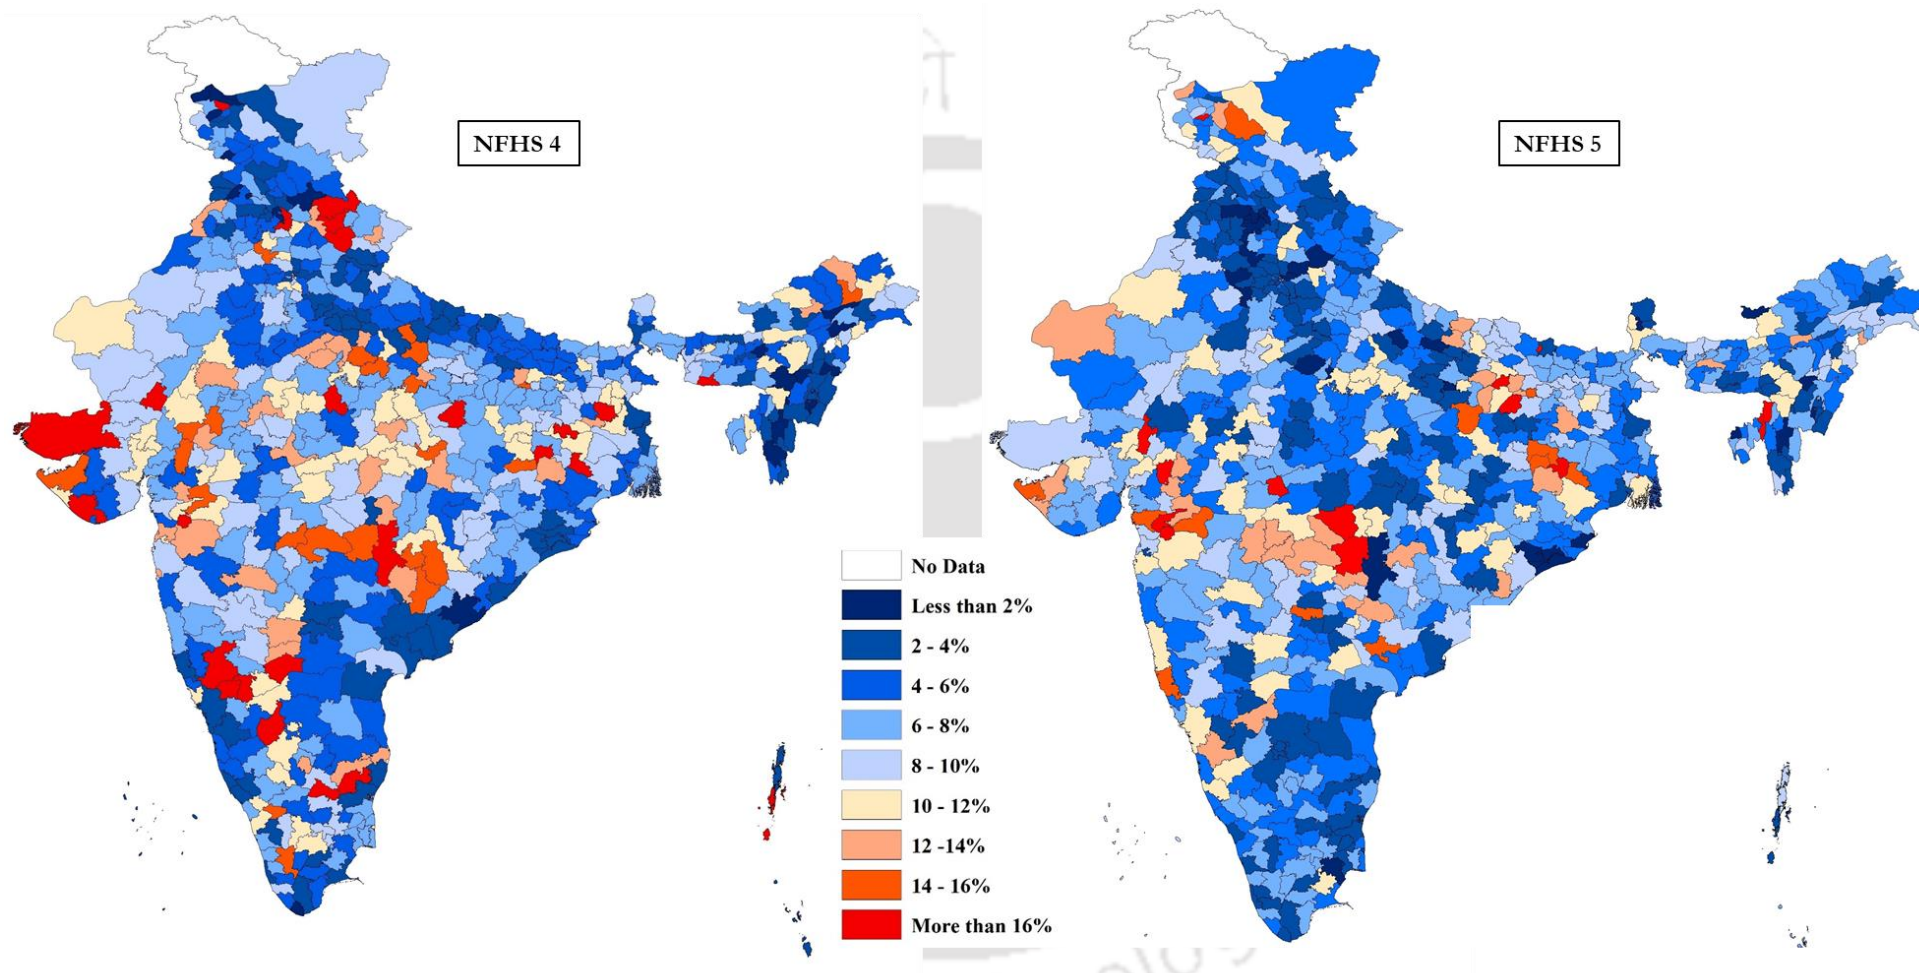 NFHS 4
NFHS 5
No Data
Less than 2%
2 - 4%
4 - 6%
6 - 8%
8 - 10%
10 - 12%
12 -14%
14 - 16%
More than 16%